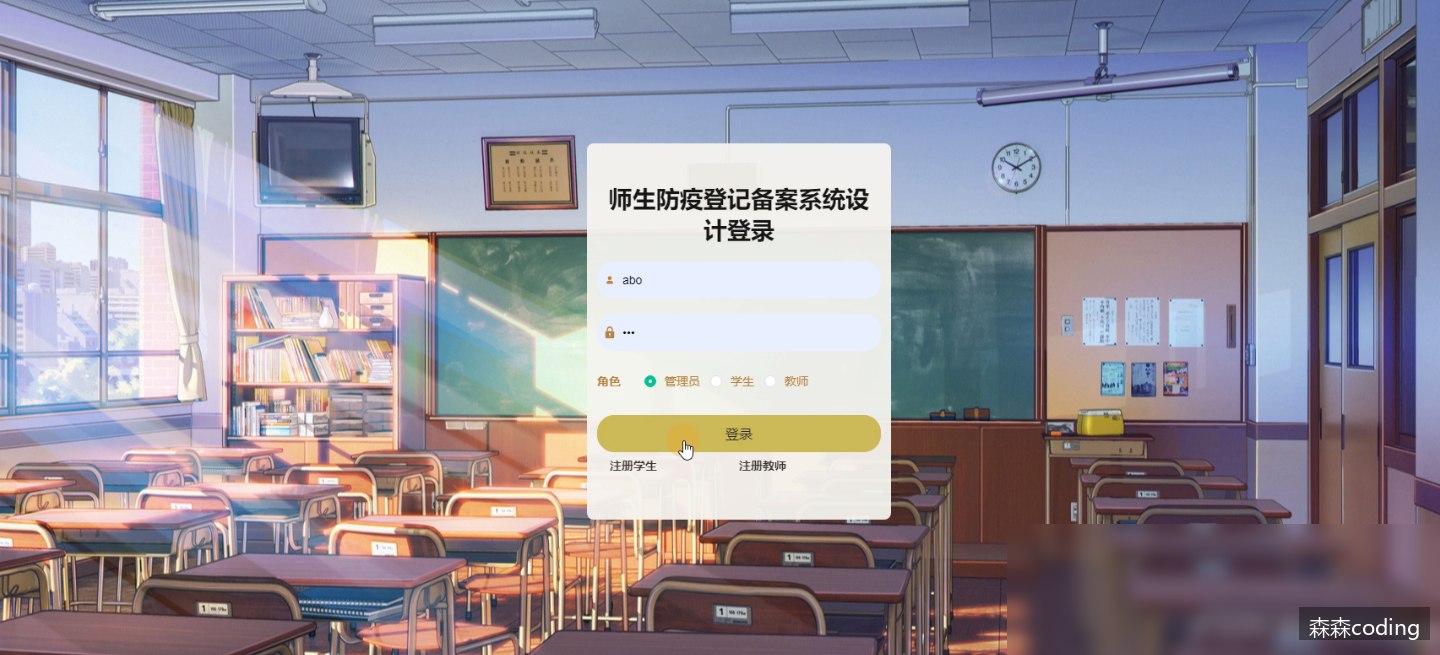 师生防疫登记备案系统设
计登录
abo
•••
角色 管理员 学生 教师
登录
注册学生 注册教师
森森coding